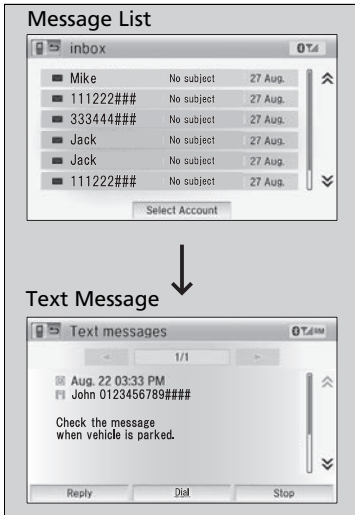 Message List
inbox
Mike No subject 27 Aug.
111222### No subject 27 Aug.
333444### No subject 27 Aug.
Jack No subject 27 Aug.
Jack No subject 27 Aug.
111222### No subject 27 Aug.
Select Account
Text Message
Text messages
1/1
Aug. 22 03:33 PM
John 0123456789####
Check the message
when vehicle is parked.
Reply Dial Stop